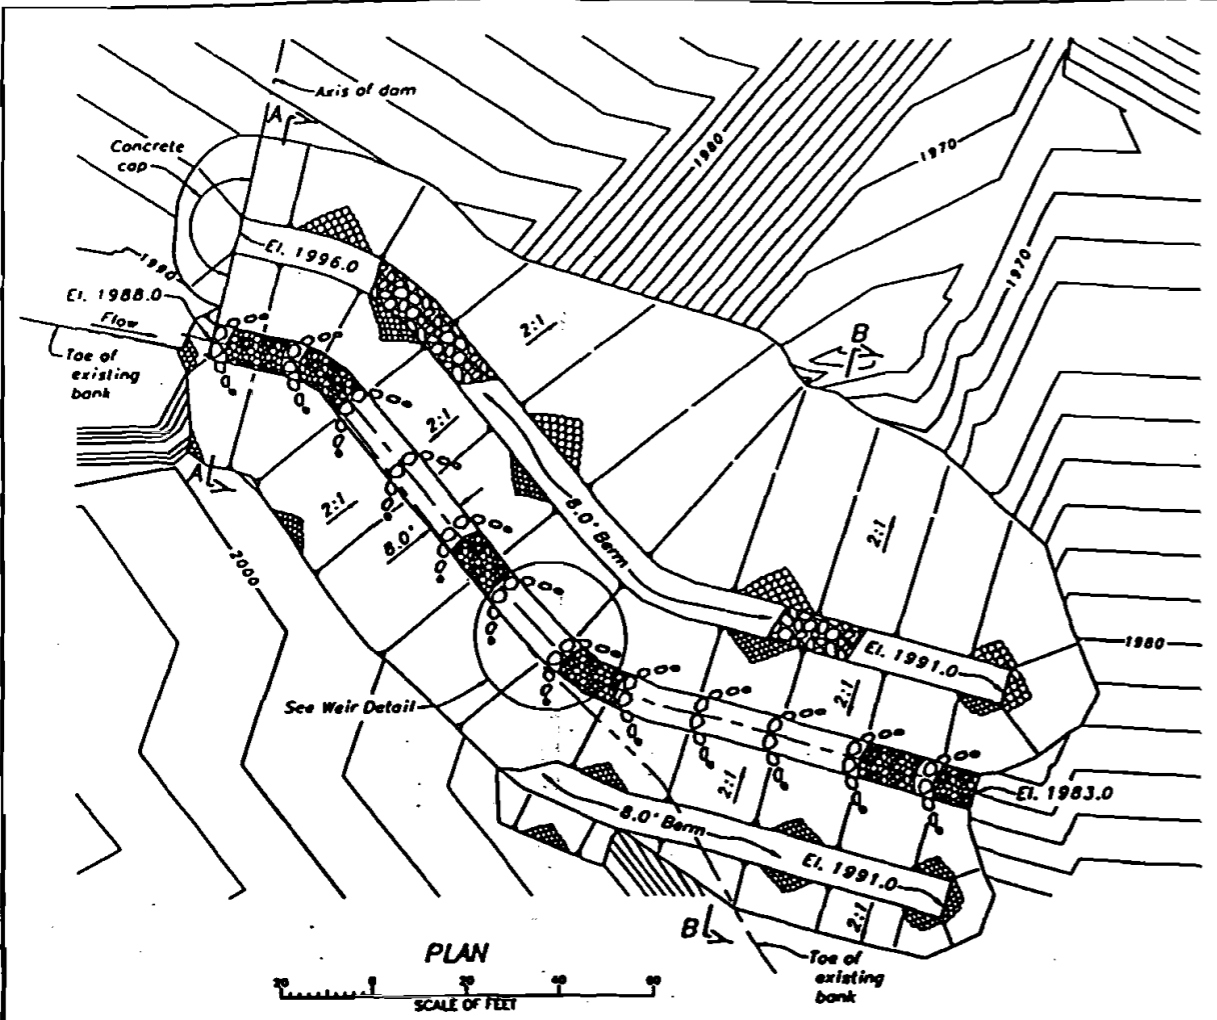 Axis of dam
A
Concrete
cap
1980
1970
El. 1996.0
1990
El. 1988.0
Flow
Toe of
existing
bank
1970
2:1
B
2:1
A
2:1
8.0'
8.0' Berm
2:1
2000
1980
El. 1991.0
2:1
See Weir Detail
2:1
El. 1983.0
8.0' Berm
El. 1991.0
2:1
B
Toe of
existing
bank
PLAN
20 0 20 40 60
SCALE OF FEET